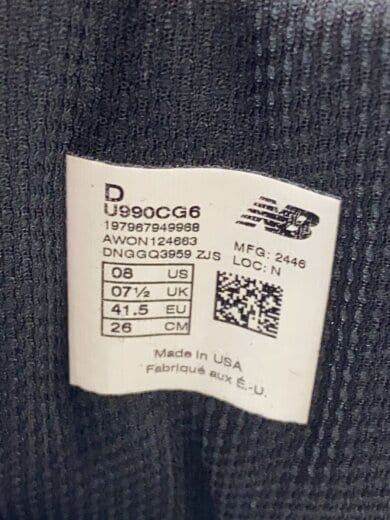 D
U990CG6
197967949968
AWON124663
DNGGQ3959 ZJS
NB
MFG: 2446
LOC: N
08 US
07½ UK
41.5 EU
26 CM
Made in USA
Fabriqué aux É.-U.